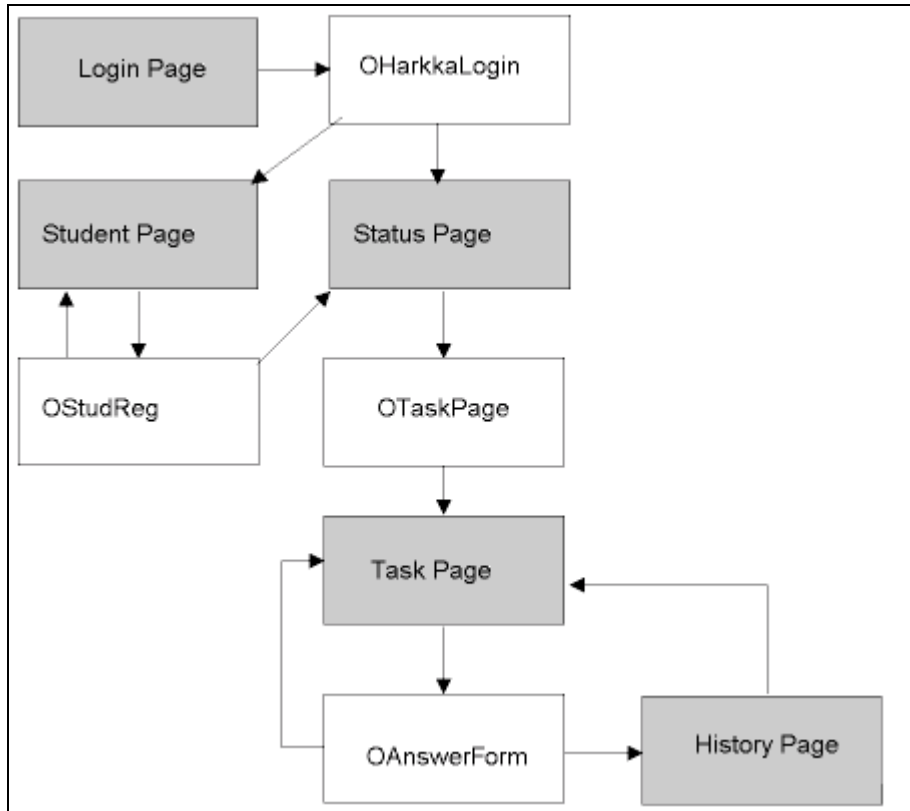 Login Page
OHarkkaLogin
Student Page
Status Page
OStudReg
OTaskPage
Task Page
OAnswerForm
History Page